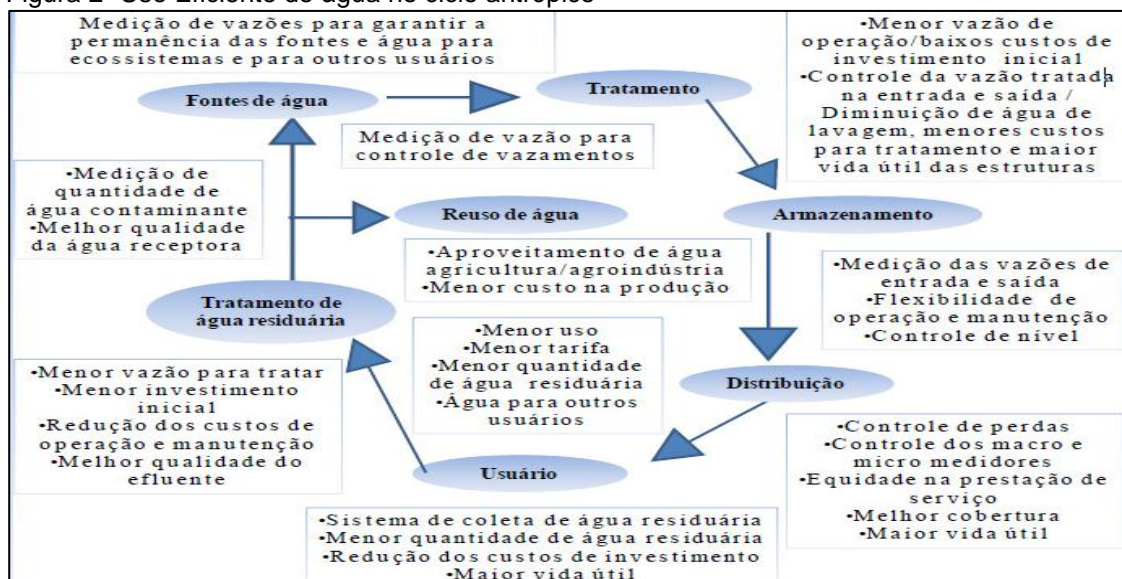 Figura 2- Uso Eficiente de água no ciclo antrópico
Medição de vazões para garantir a
permanência das fontes e água para
ecossistemas e para outros usuários
Fontes de água
Tratamento
•Menor vazão de
operação/baixos custos de
investimento inicial
•Controle da vazão tratada
na entrada e saída /
Diminuição de água de
lavagem, menores custos
para tratamento e maior
vida útil das estruturas
Medição de vazão para
controle de vazamentos
•Medição de
quantidade de
água contaminante
•Melhor qualidade
da água receptora
Reuso de água
Armazenamento
•Aproveitamento de água
agricultura/agroindústria
•Menor custo na produção
•Medição das vazões de
entrada e saída
•Flexibilidade de
operação e manutenção
•Controle de nível
Tratamento de
água residuária
•Menor uso
•Menor tarifa
•Menor quantidade
de água residuária
•Água para outros
usuários
Distribuição
•Menor vazão para tratar
•Menor investimento
inicial
•Redução dos custos de
operação e manutenção
•Melhor qualidade do
efluente
•Controle de perdas
•Controle dos macro e
micro medidores
•Equidade na prestação de
serviço
•Melhor cobertura
•Maior vida útil
Usuário
•Sistema de coleta de água residuária
•Menor quantidade de água residuária
•Redução dos custos de investimento
•Maior vida útil